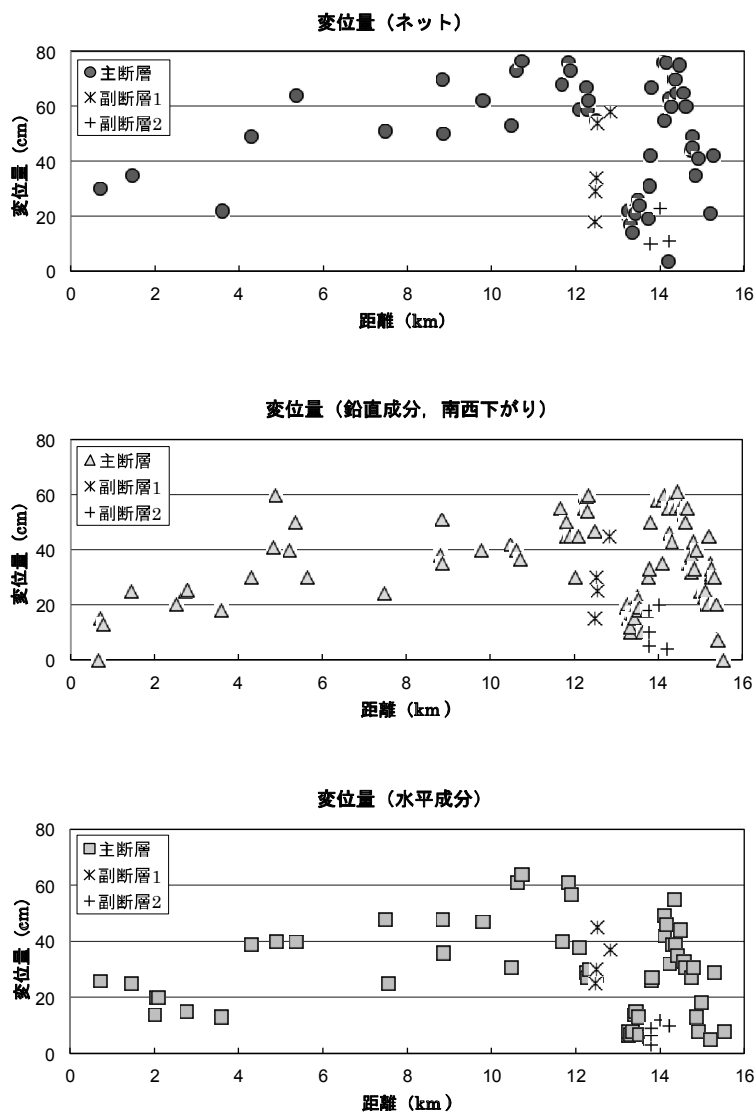 変位量（ネット）
80
60
40
20
0
変位量 (cm)
主断層
副断層1
副断層2
0 2 4 6 8 10 12 14 16
距離（km）
変位量（鉛直成分，南西下がり）
80
60
40
20
0
変位量 (cm)
主断層
副断層1
副断層2
0 2 4 6 8 10 12 14 16
距離（km）
変位量（水平成分）
80
60
40
20
0
変位量 (cm)
主断層
副断層1
副断層2
0 2 4 6 8 10 12 14 16
距離（km）